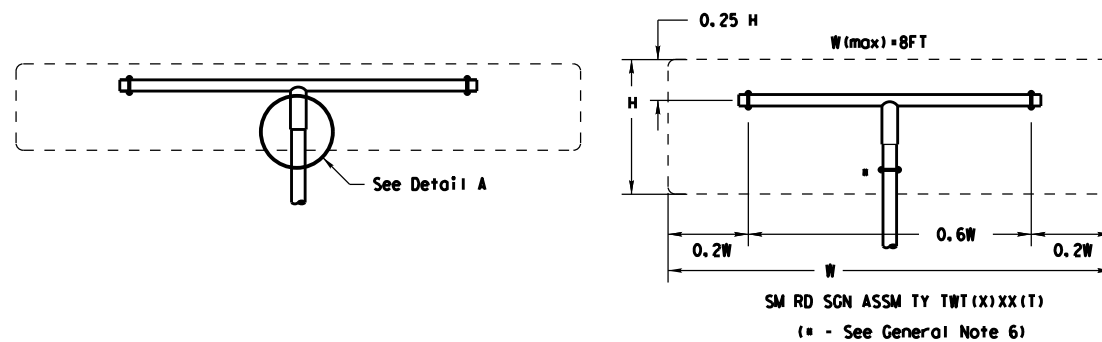 0.25 H
W(max)=8FT
H
See Detail A
*
0.2W
0.6W
0.2W
W
SM RD SGN ASSM TY TWT(X)XX(T)
(* - See General Note 6)